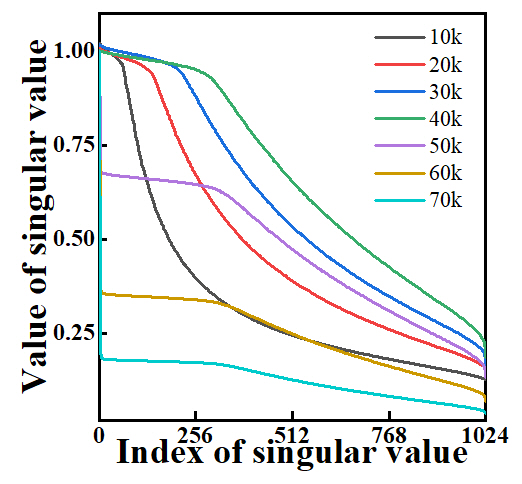 Value of singular value
1.00
0.75
0.50
0.25
10k
20k
30k
40k
50k
60k
70k
0 256 512 768 1024
Index of singular value